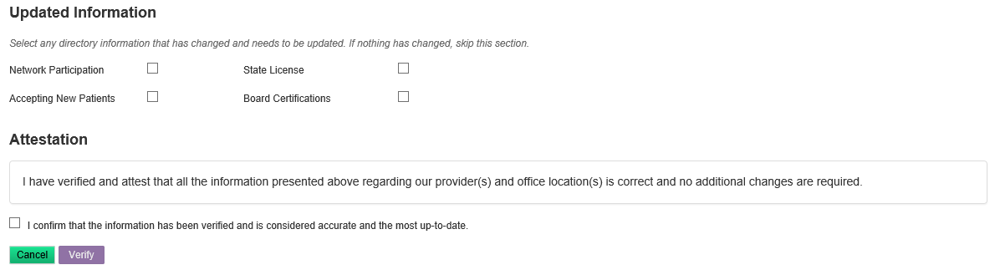 Updated Information
Select any directory information that has changed and needs to be updated. If nothing has changed, skip this section.
Network Participation State License
Accepting New Patients Board Certifications
Attestation
I have verified and attest that all the information presented above regarding our provider(s) and office location(s) is correct and no additional changes are required.
I confirm that the information has been verified and is considered accurate and the most up-to-date.
Cancel Verify